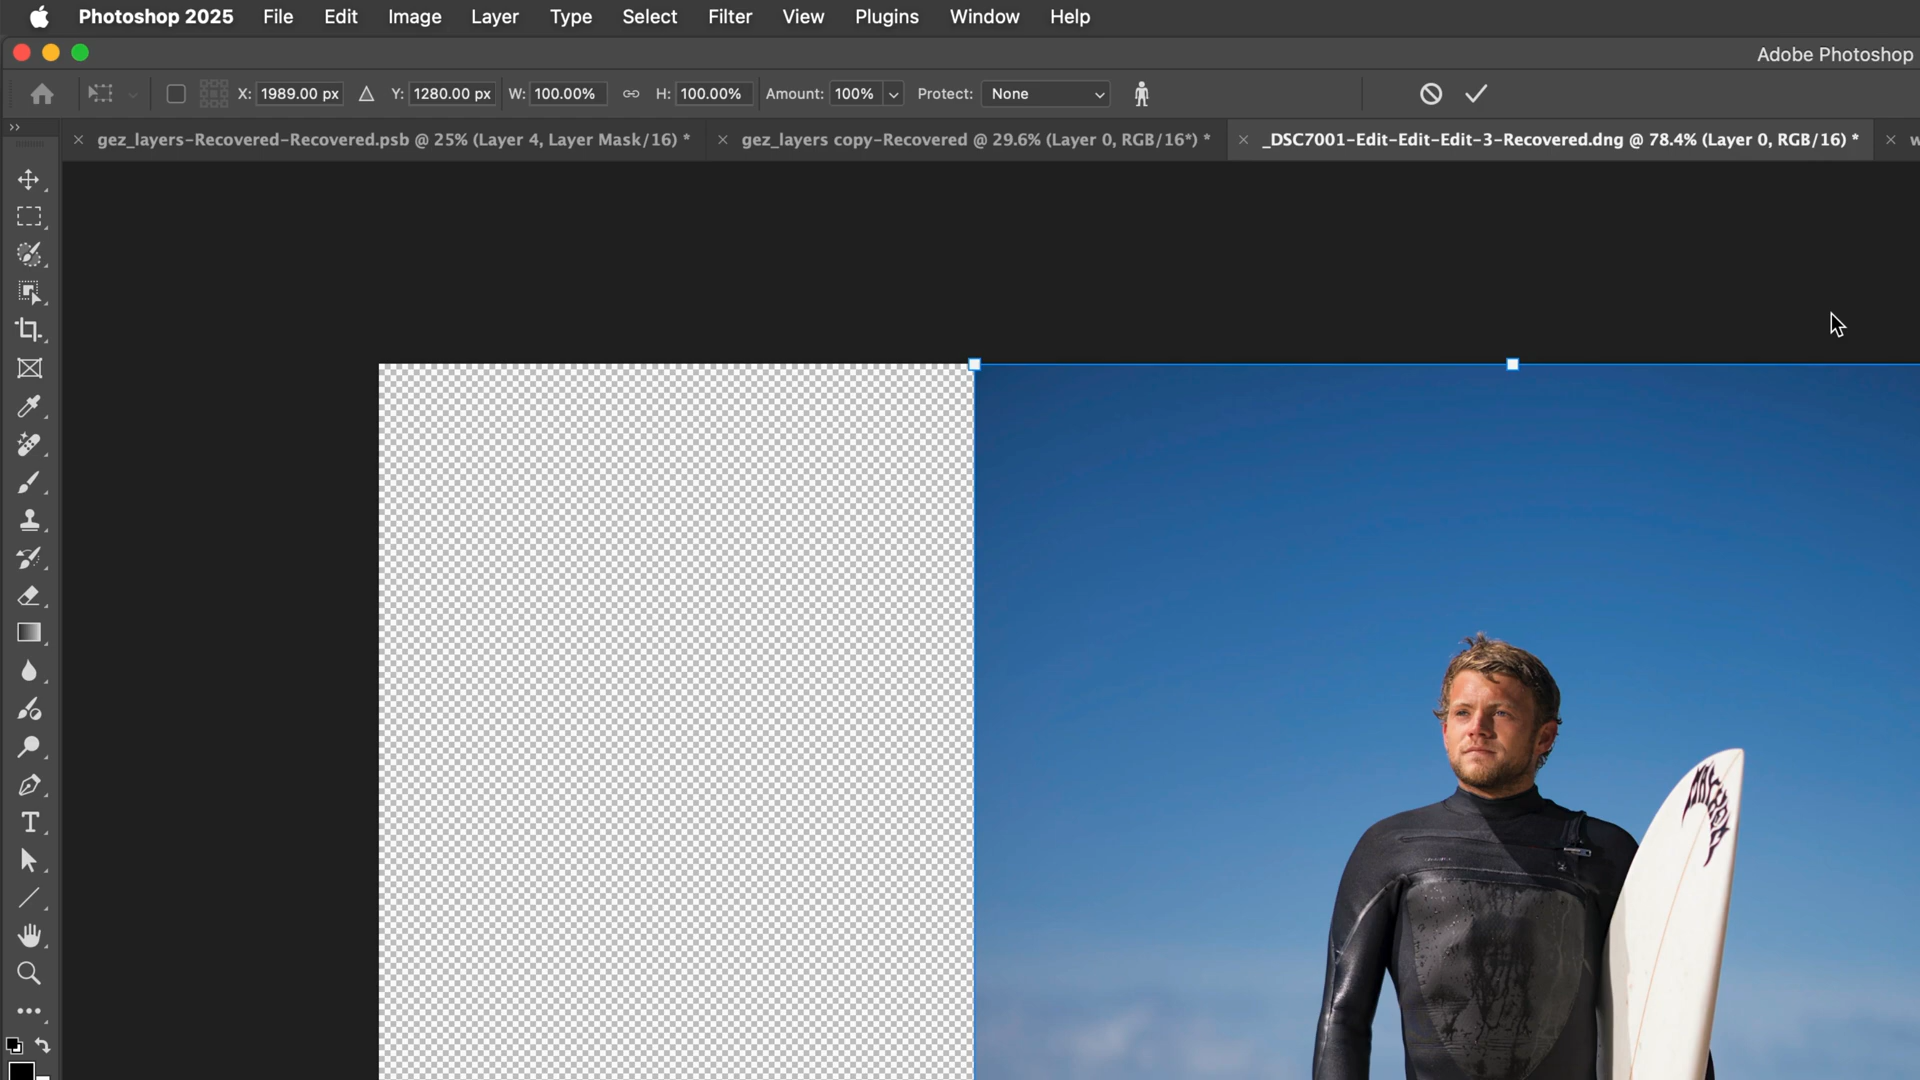 Photoshop 2025 File Edit Image Layer Type Select Filter View Plugins Window Help
Adobe Photoshop
X: 1989.00 px Y: 1280.00 px W: 100.00% H: 100.00% Amount: 100% Protect: None
gez_layers-Recovered-Recovered.psb @ 25% (Layer 4, Layer Mask/16) * gez_layers copy-Recovered @ 29.6% (Layer 0, RGB/16*) * _DSC7001-Edit-Edit-Edit-3-Recovered.dng @ 78.4% (Layer 0, RGB/16) *